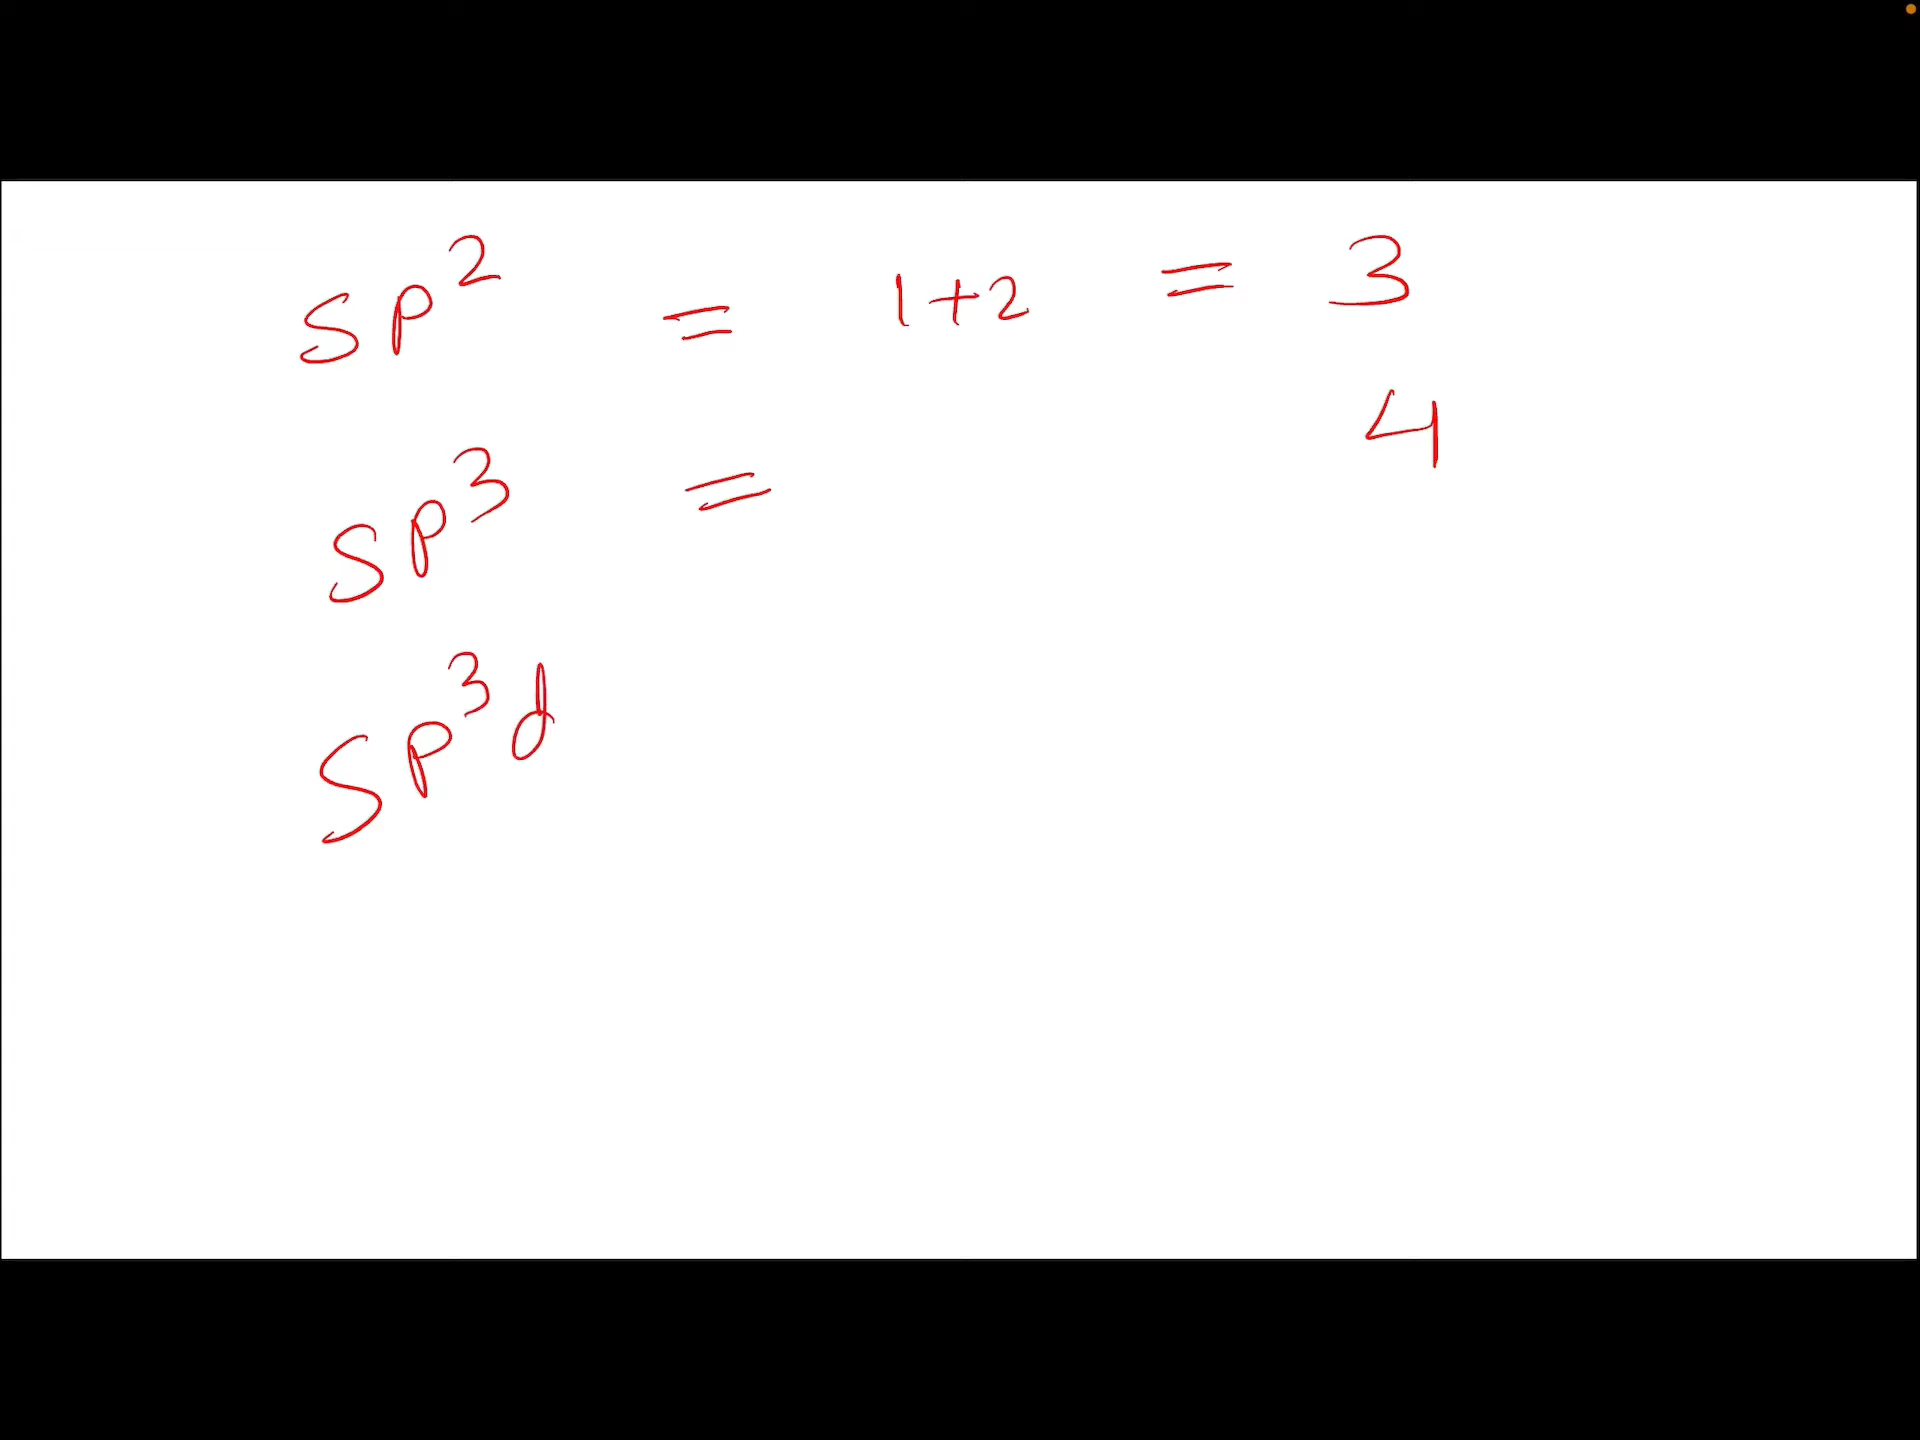 sp² = 1+2 = 3
sp³ = 4
sp³d